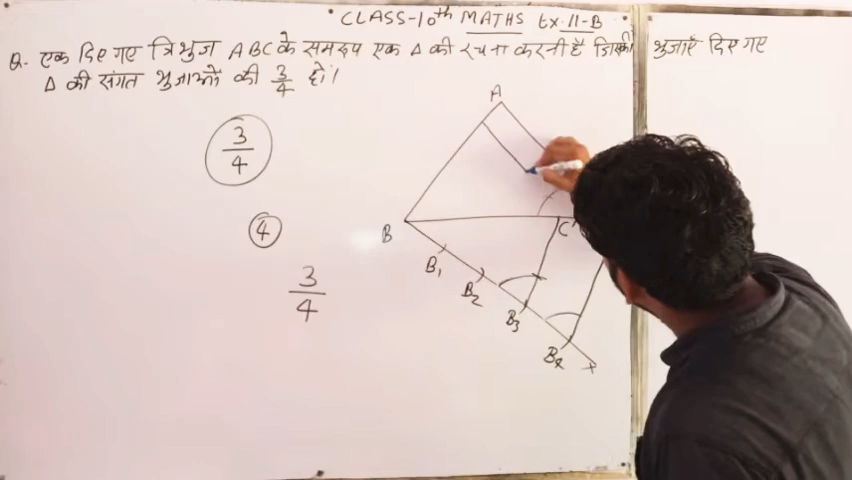 CLASS-10th MATHS Ex.11-B
Q. एक दिए गए त्रिभुज ABC के समरूप एक Δ की रचना करनी है जिसकी भुजाएँ दिए गए
Δ की संगत भुजाओं की 3/4 हो।
A
3/4
B
C'
4
B1
B2
3/4
B3
B4
x